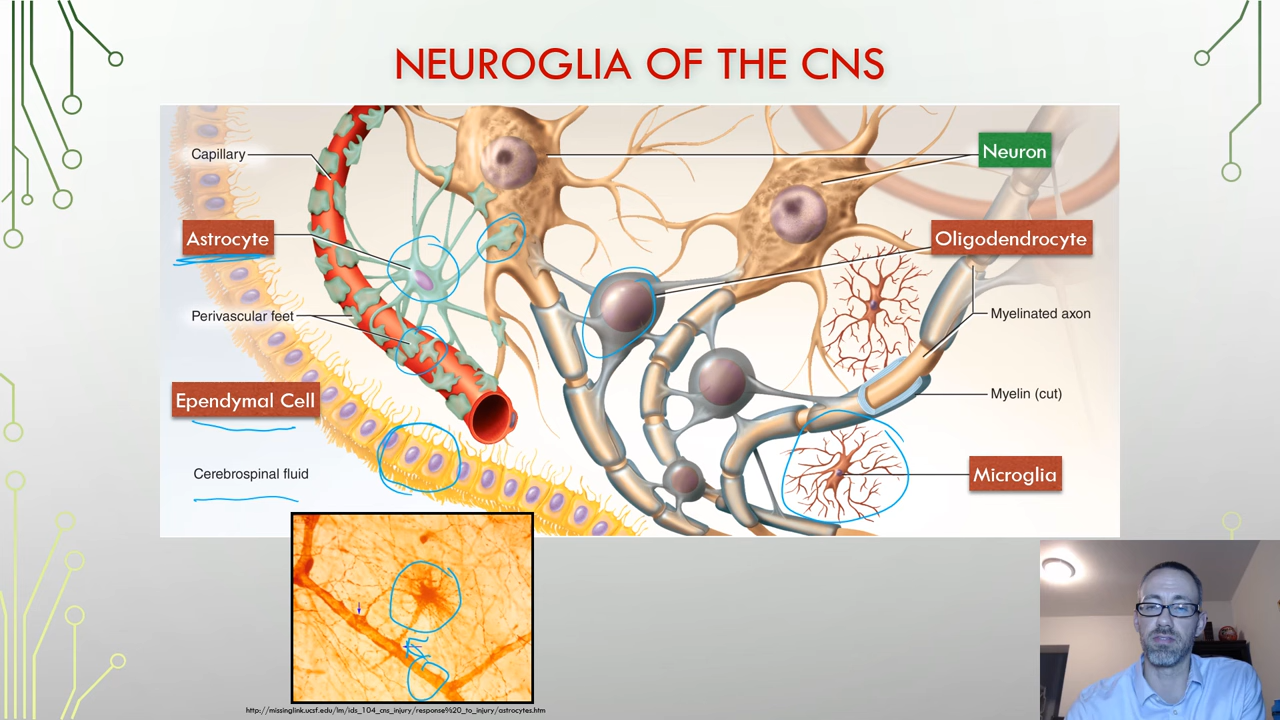 NEUROGLIA OF THE CNS
Capillary
Neuron
Astrocyte
Oligodendrocyte
Perivascular feet
Myelinated axon
Ependymal Cell
Myelin (cut)
Cerebrospinal fluid
Microglia
http://missinglink.ucsf.edu/lm/ids_104_cns_injury/response%20_to_injury/astrocytes.htm